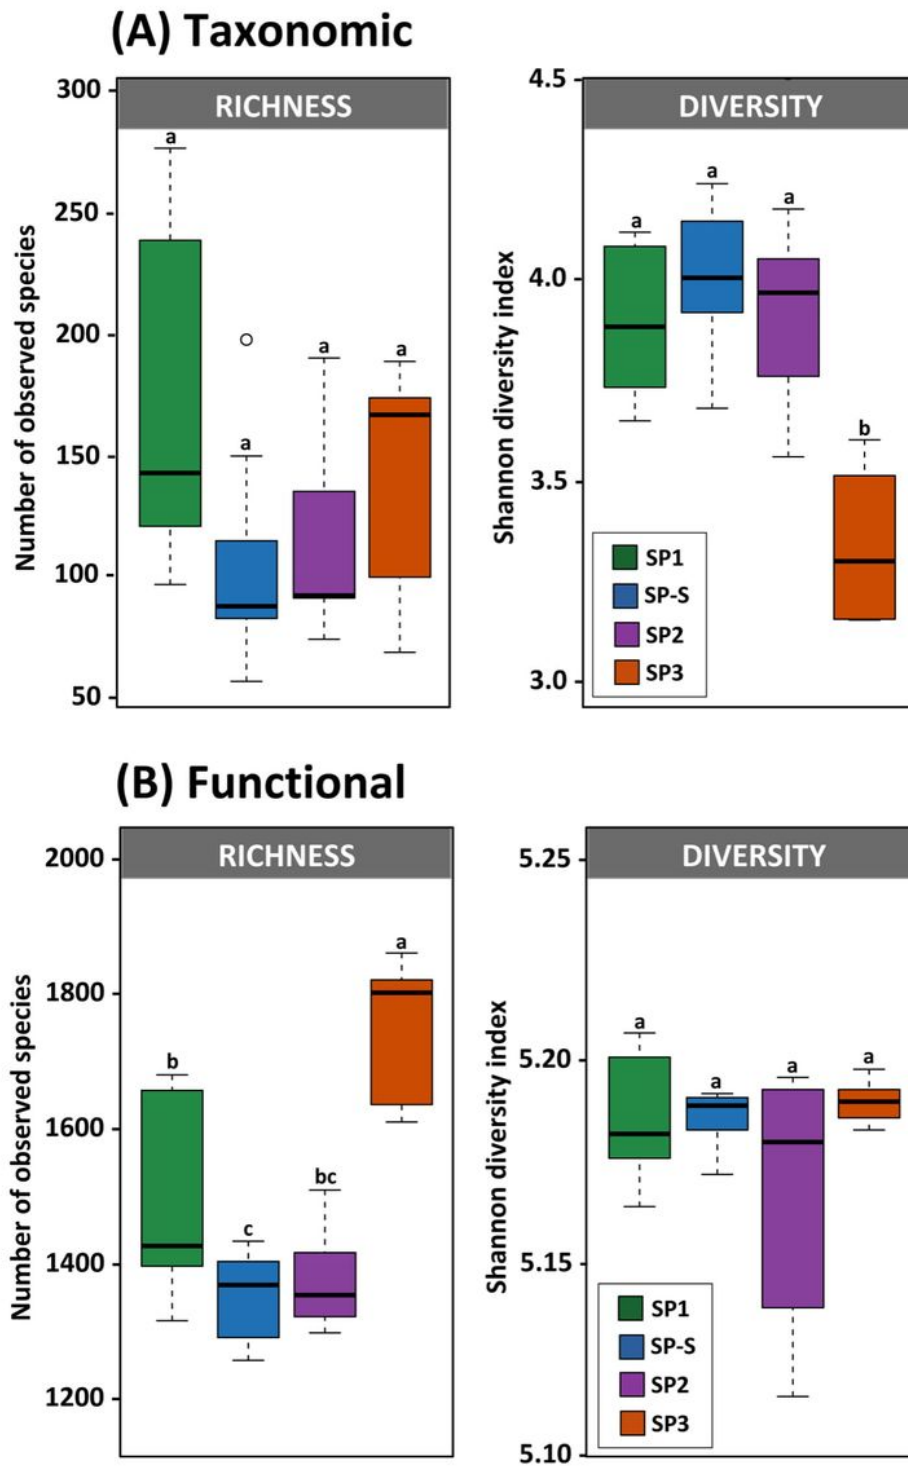 (A) Taxonomic
RICHNESS
Number of observed species
300
250
200
150
100
50
a
a
a
a
DIVERSITY
Shannon diversity index
4.5
4.0
3.5
3.0
a
a
a
b
SP1
SP-S
SP2
SP3
(B) Functional
RICHNESS
Number of observed species
2000
1800
1600
1400
1200
b
c
bc
a
DIVERSITY
Shannon diversity index
5.25
5.20
5.15
5.10
a
a
a
a
SP1
SP-S
SP2
SP3